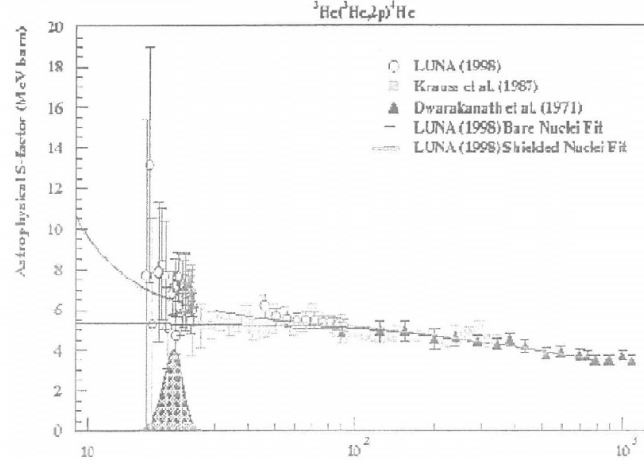 ³He(³He,2p)⁴He
Astrophysical S-factor (MeV barn)
20
18
16
14
12
10
8
6
4
2
0
LUNA (1998)
Krauss et al. (1987)
Dwarakanath et al. (1971)
LUNA (1998) Bare Nuclei Fit
LUNA (1998) Shielded Nuclei Fit
10
10²
10³